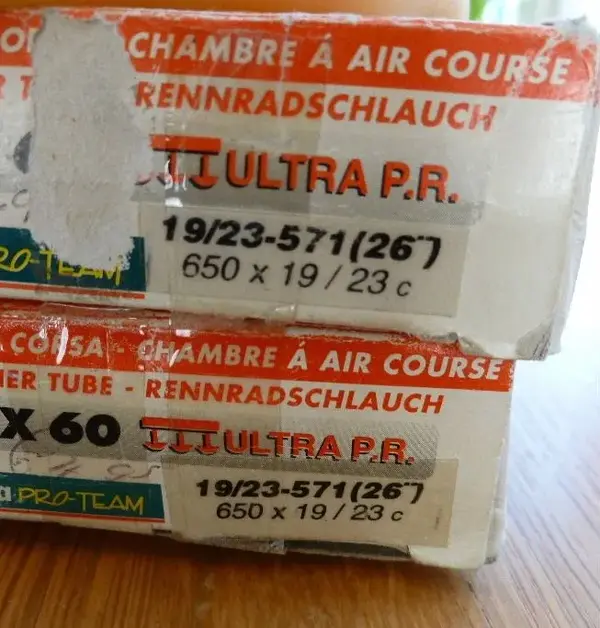 CHAMBRE Á AIR COURSE
RENNRADSCHLAUCH
ULTRA P.R.
19/23-571(26")
650 x 19 / 23 c
PRO-TEAM
CORSA - CHAMBRE Á AIR COURSE
ER TUBE - RENNRADSCHLAUCH
X 60 ULTRA P.R.
19/23-571(26")
PRO-TEAM 650 x 19 / 23 c